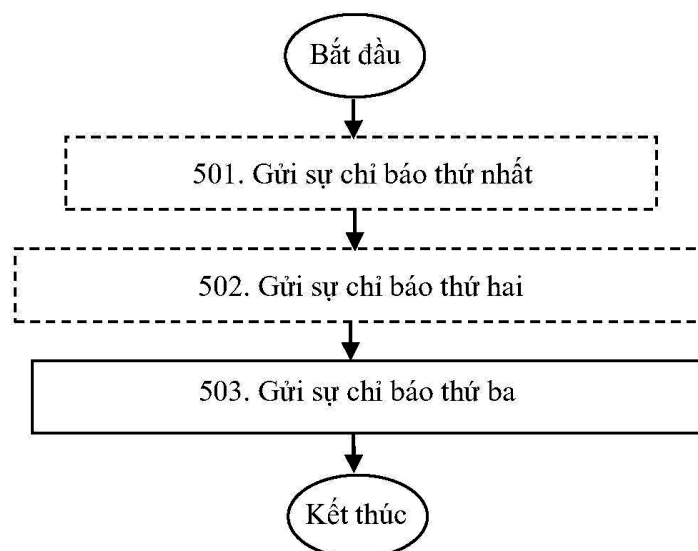 Bắt đầu
501. Gửi sự chỉ báo thứ nhất
502. Gửi sự chỉ báo thứ hai
503. Gửi sự chỉ báo thứ ba
Kết thúc